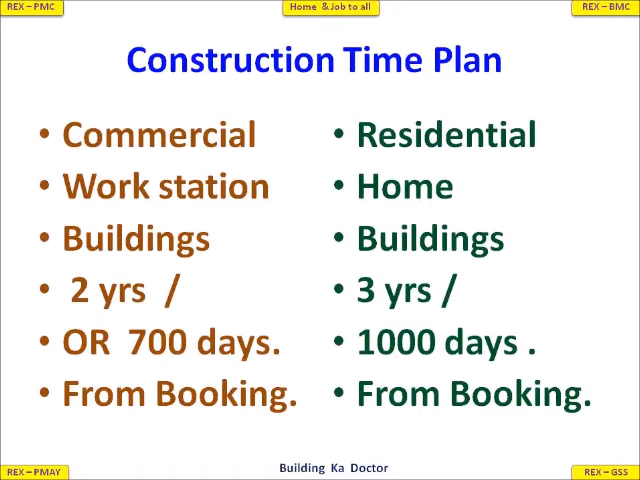 REX – PMC
Home & Job to all
REX – BMC
Construction Time Plan
• Commercial
• Work station
• Buildings
• 2 yrs /
• OR 700 days.
• From Booking.
• Residential
• Home
• Buildings
• 3 yrs /
• 1000 days .
• From Booking.
REX – PMAY
Building Ka Doctor
REX – GSS